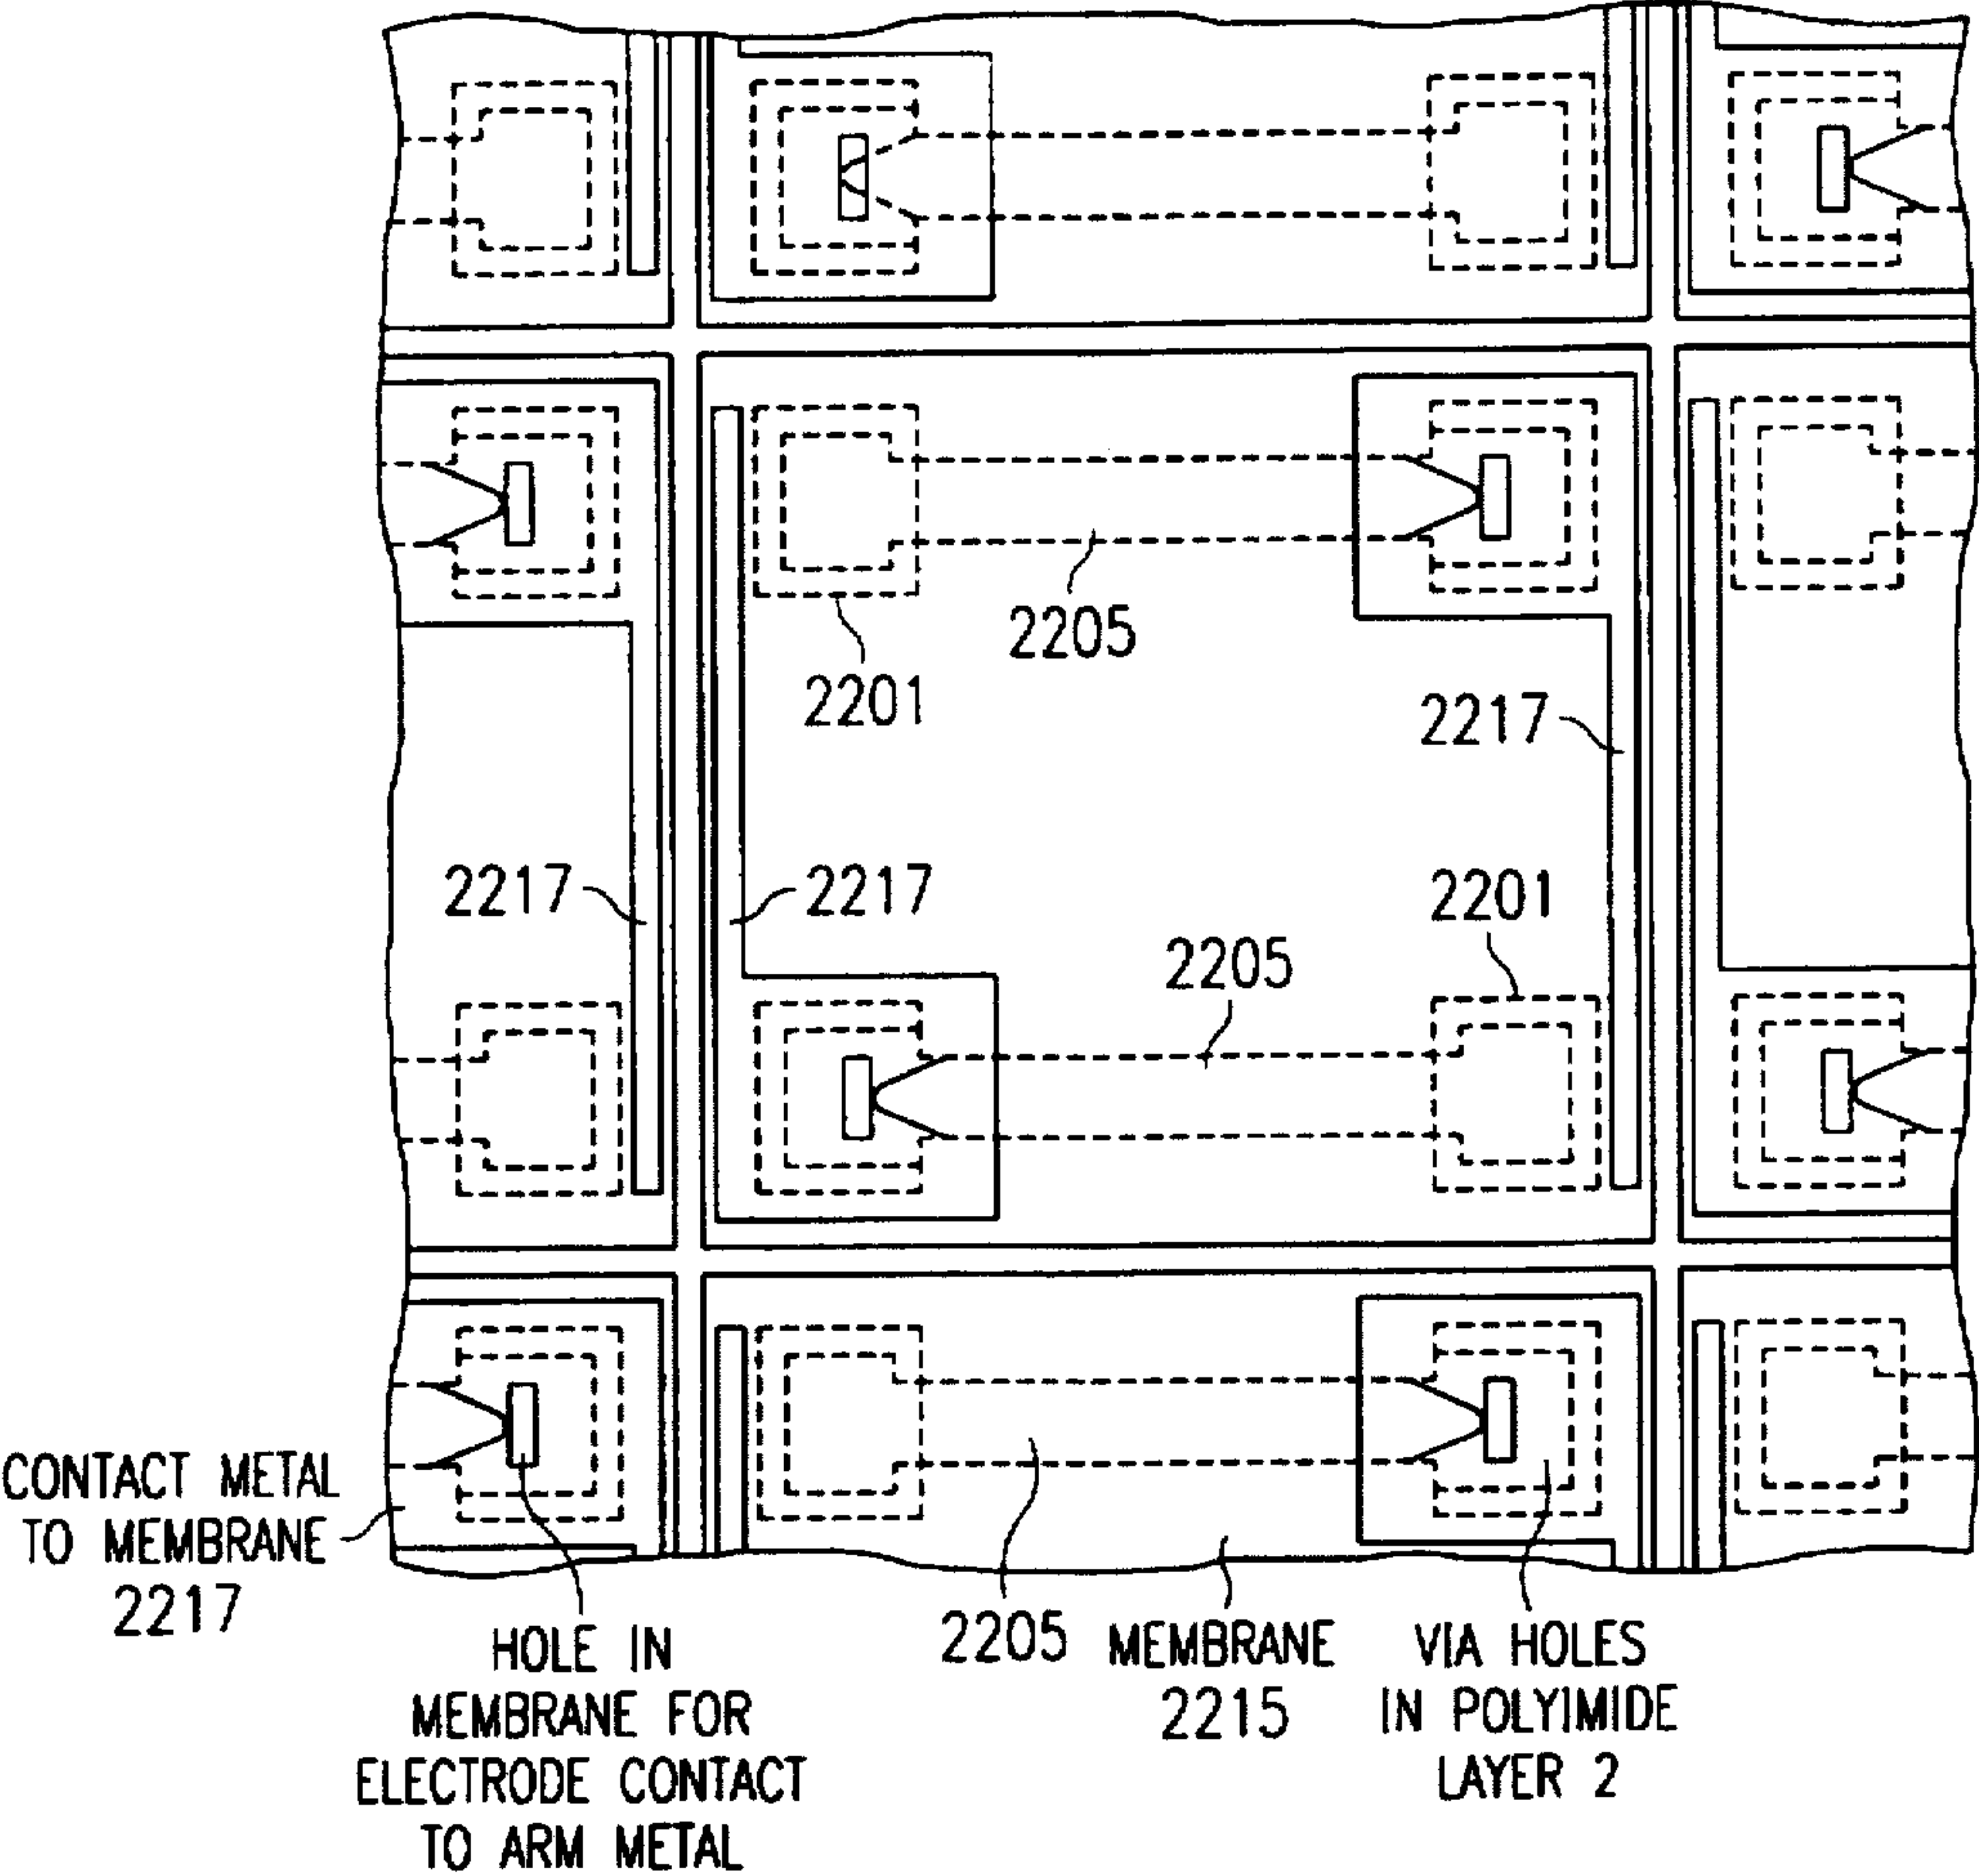 2205
2201
2217
2217
2217
2201
2205
CONTACT METAL
TO MEMBRANE
2217
HOLE IN
MEMBRANE FOR
ELECTRODE CONTACT
TO ARM METAL
2205
MEMBRANE
2215
VIA HOLES
IN POLYIMIDE
LAYER 2